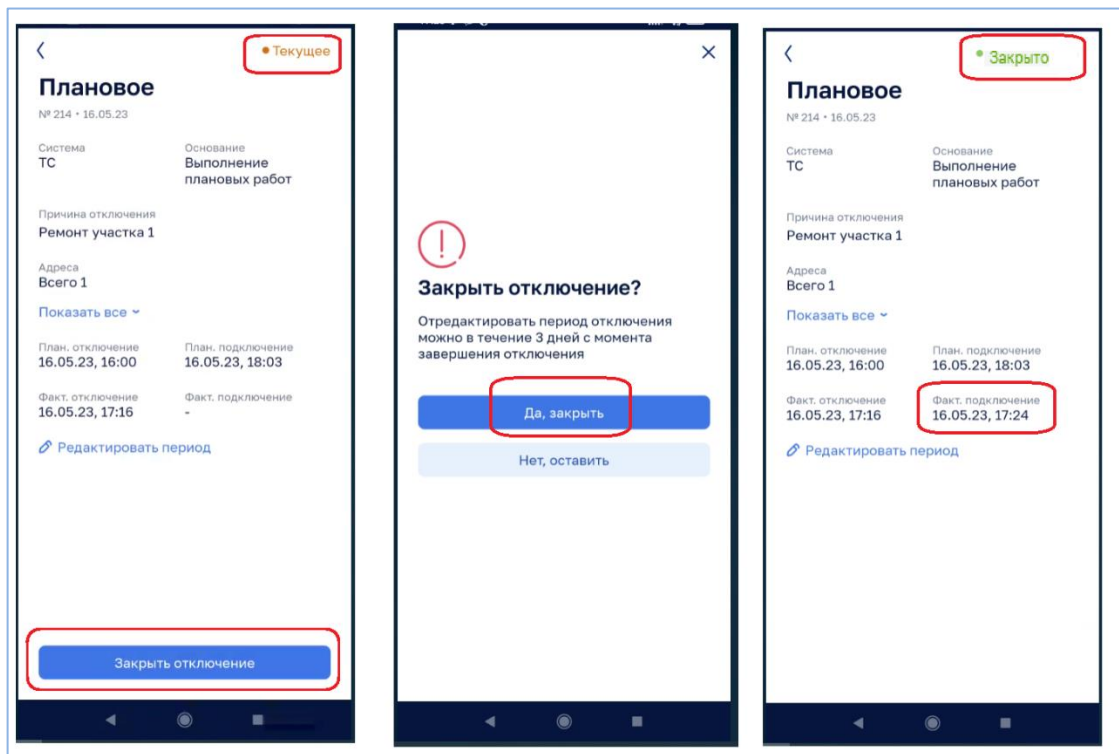 Текущее
Плановое
№ 214 • 16.05.23
Система
ТС
Основание
Выполнение
плановых работ
Причина отключения
Ремонт участка 1
Адреса
Всего 1
Показать все
План. отключение
16.05.23, 16:00
План. подключение
16.05.23, 18:03
Факт. отключение
16.05.23, 17:16
Факт. подключение
-
Редактировать период
Закрыть отключение
Закрыть отключение?
Отредактировать период отключения
можно в течение 3 дней с момента
завершения отключения
Да, закрыть
Нет, оставить
Закрыто
Плановое
№ 214 • 16.05.23
Система
ТС
Основание
Выполнение
плановых работ
Причина отключения
Ремонт участка 1
Адреса
Всего 1
Показать все
План. отключение
16.05.23, 16:00
План. подключение
16.05.23, 18:03
Факт. отключение
16.05.23, 17:16
Факт. подключение
16.05.23, 17:24
Редактировать период